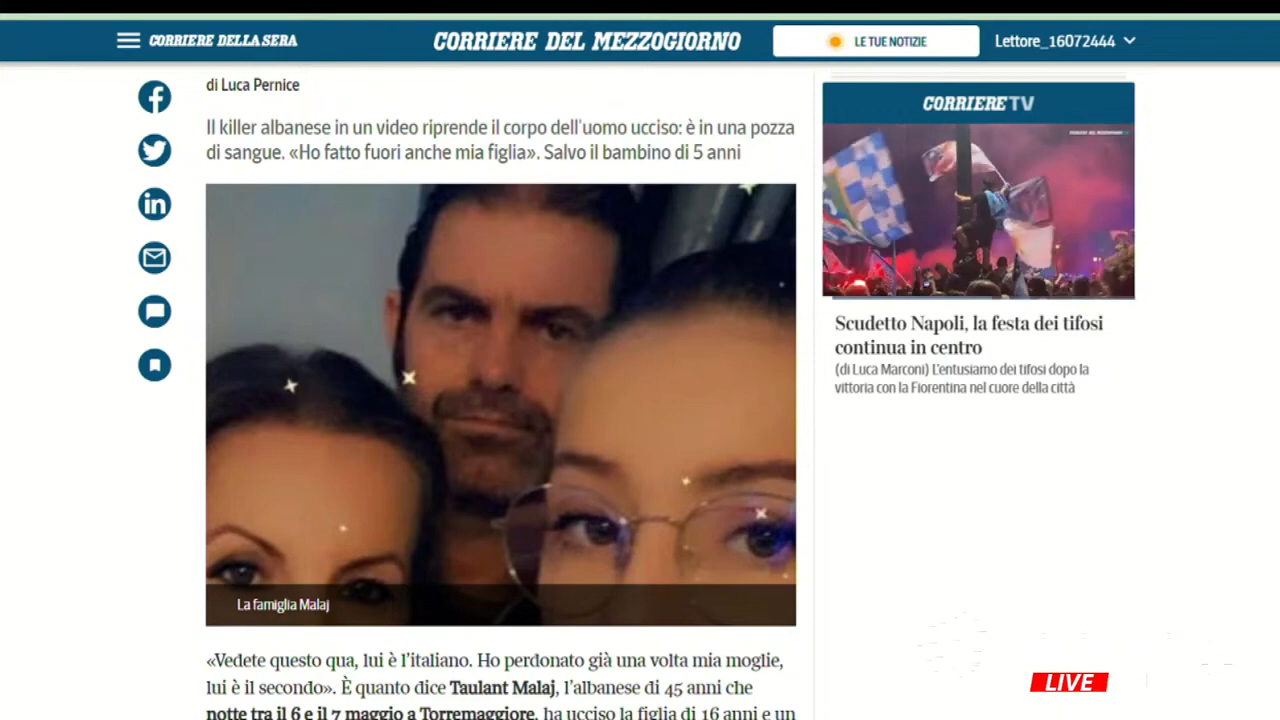 CORRIERE DELLA SERA
CORRIERE DEL MEZZOGIORNO
LE TUE NOTIZIE
Lettore_16072444
di Luca Pernice
Il killer albanese in un video riprende il corpo dell'uomo ucciso: è in una pozza
di sangue. «Ho fatto fuori anche mia figlia». Salvo il bambino di 5 anni
La famiglia Malaj
«Vedete questo qua, lui è l'italiano. Ho perdonato già una volta mia moglie,
lui è il secondo». È quanto dice Taulant Malaj, l'albanese di 45 anni che
notte tra il 6 e il 7 maggio a Torremaggiore, ha ucciso la figlia di 16 anni e un
CORRIERE TV
Scudetto Napoli, la festa dei tifosi
continua in centro
(di Luca Marconi) L'entusiamo dei tifosi dopo la
vittoria con la Fiorentina nel cuore della città
LIVE